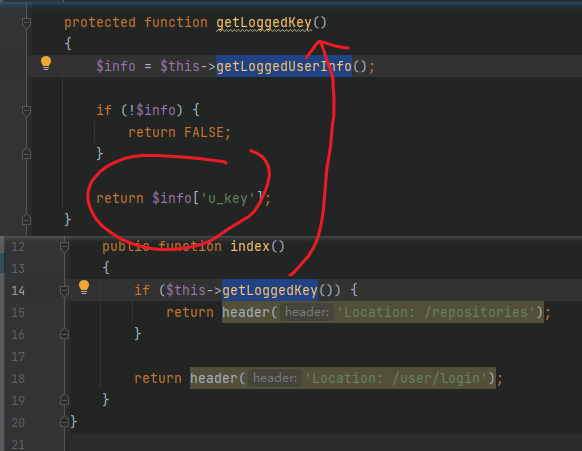 protected function getLoggedKey()
{
$info = $this->getLoggedUserInfo();
if (!$info) {
return FALSE;
}
return $info['u_key'];
}
12 public function index()
13 {
14 if ($this->getLoggedKey()) {
15 return header( header: 'Location: /repositories');
16 }
17
18 return header( header: 'Location: /user/login');
19 }
20 }
21